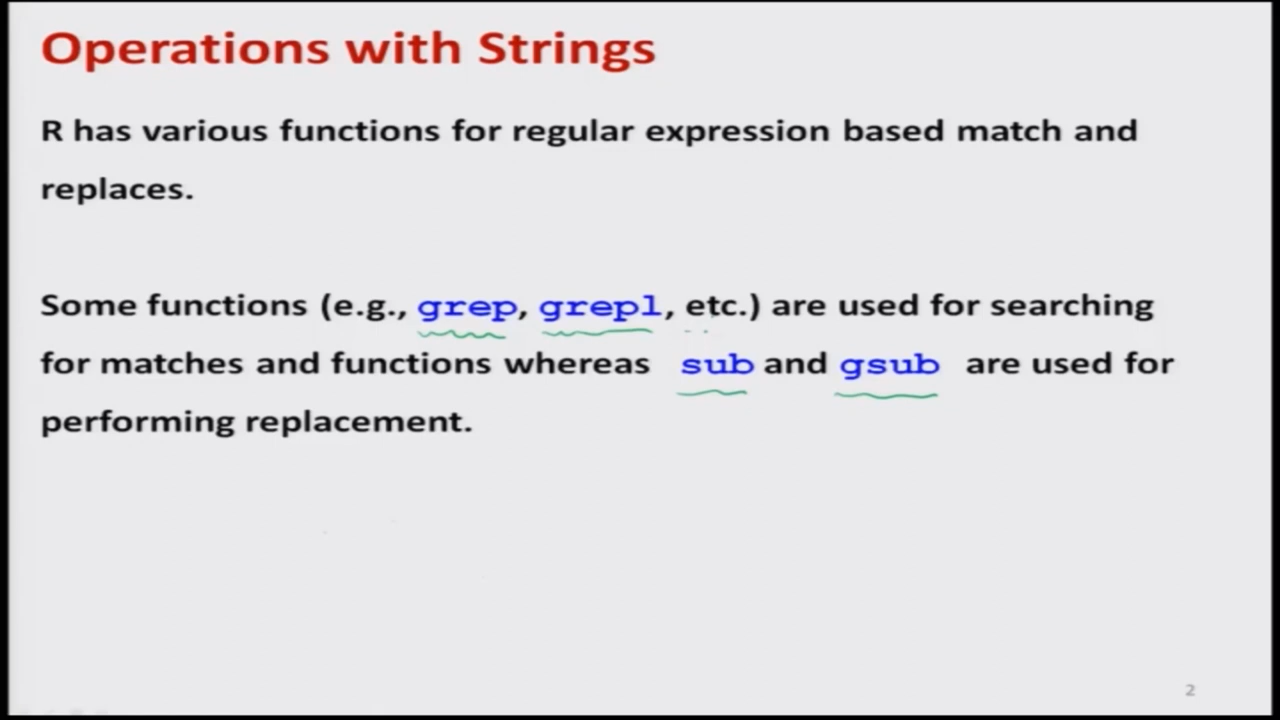 Operations with Strings
R has various functions for regular expression based match and
replaces.
Some functions (e.g., grep, grepl, etc.) are used for searching
for matches and functions whereas sub and gsub are used for
performing replacement.
2